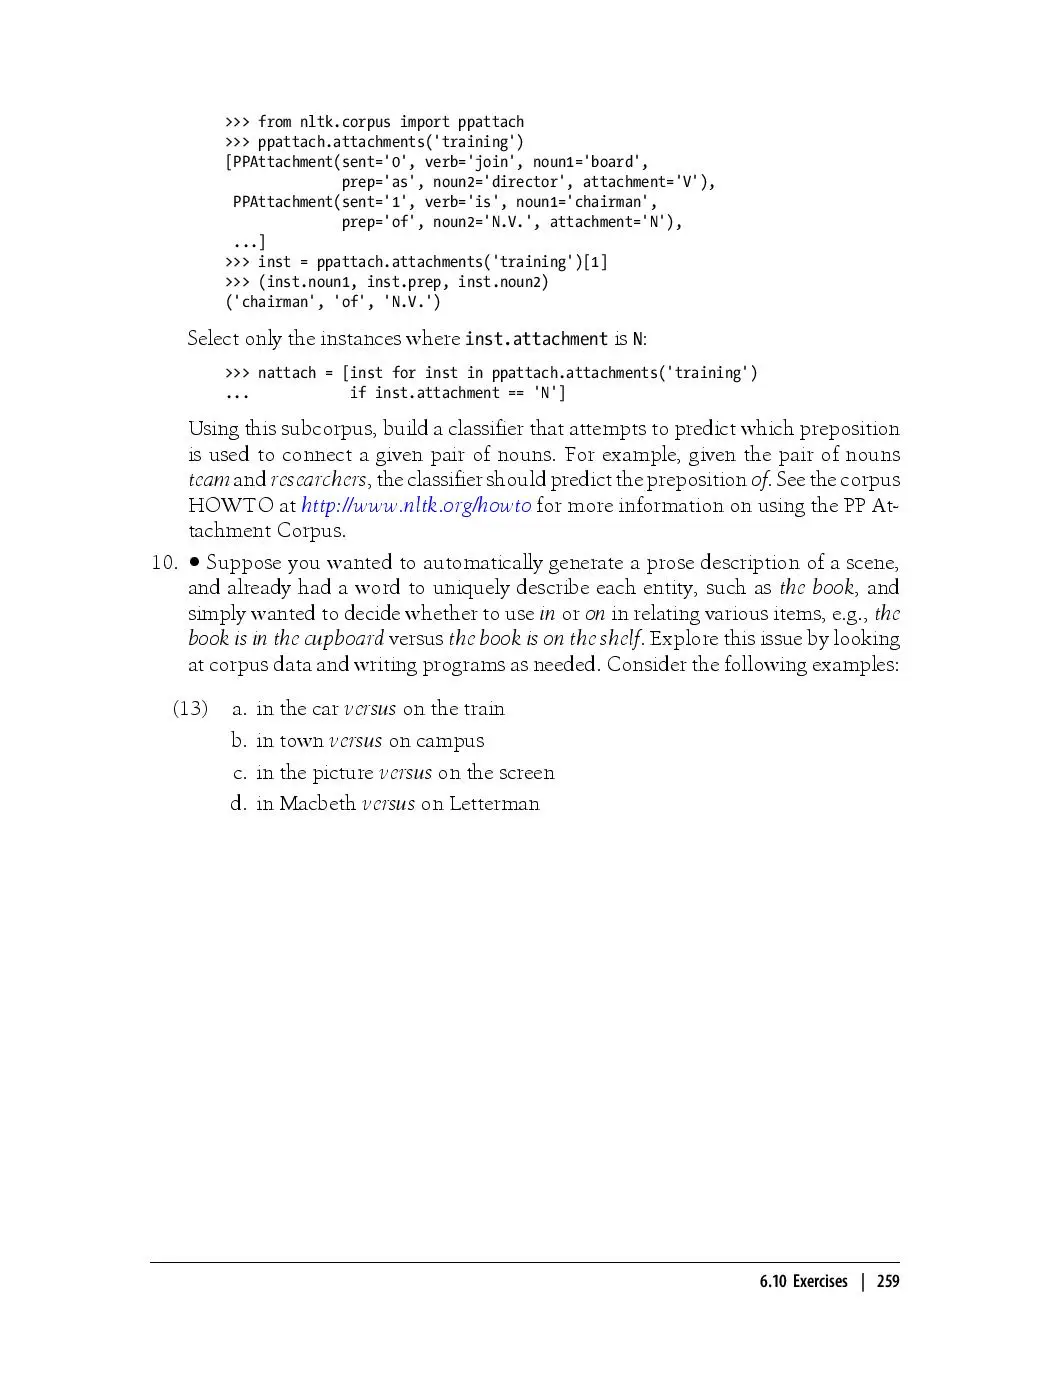 >>> from nltk.corpus import ppattach
>>> ppattach.attachments('training')
[PPAttachment(sent='0', verb='join', noun1='board',
              prep='as', noun2='director', attachment='V'),
 PPAttachment(sent='1', verb='is', noun1='chairman',
              prep='of', noun2='N.V.', attachment='N'),
 ...]
>>> inst = ppattach.attachments('training')[1]
>>> (inst.noun1, inst.prep, inst.noun2)
('chairman', 'of', 'N.V.')
Select only the instances where inst.attachment is N:
>>> nattach = [inst for inst in ppattach.attachments('training')
...            if inst.attachment == 'N']
Using this subcorpus, build a classifier that attempts to predict which preposition
is used to connect a given pair of nouns. For example, given the pair of nouns
team and researchers, the classifier should predict the preposition of. See the corpus
HOWTO at http://www.nltk.org/howto for more information on using the PP At-
tachment Corpus.
10. ● Suppose you wanted to automatically generate a prose description of a scene,
and already had a word to uniquely describe each entity, such as the book, and
simply wanted to decide whether to use in or on in relating various items, e.g., the
book is in the cupboard versus the book is on the shelf. Explore this issue by looking
at corpus data and writing programs as needed. Consider the following examples:
(13) a. in the car versus on the train
b. in town versus on campus
c. in the picture versus on the screen
d. in Macbeth versus on Letterman
6.10 Exercises | 259